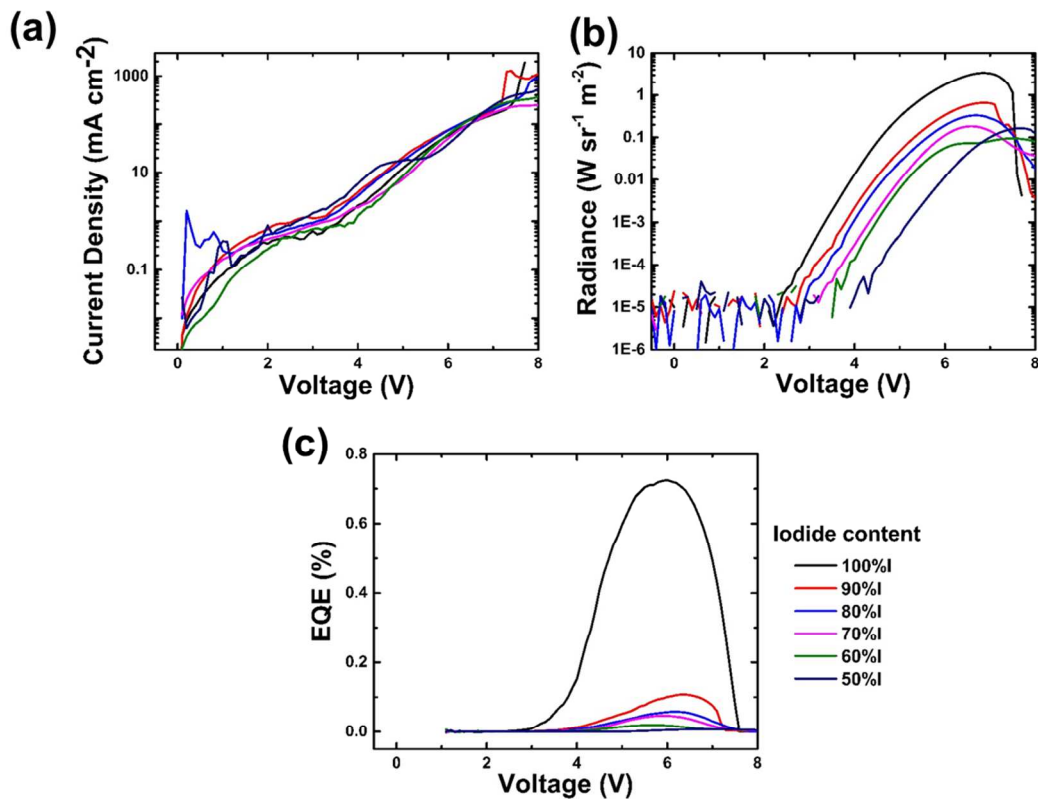 (a)
Current Density (mA cm-2)
1000
10
0.1
0
2
4
6
8
Voltage (V)
(b)
Radiance (W sr-1 m-2)
10
1
0.1
0.01
1E-3
1E-4
1E-5
1E-6
0
2
4
6
8
Voltage (V)
(c)
EQE (%)
0.8
0.6
0.4
0.2
0.0
0
2
4
6
8
Voltage (V)
Iodide content
100%I
90%I
80%I
70%I
60%I
50%I